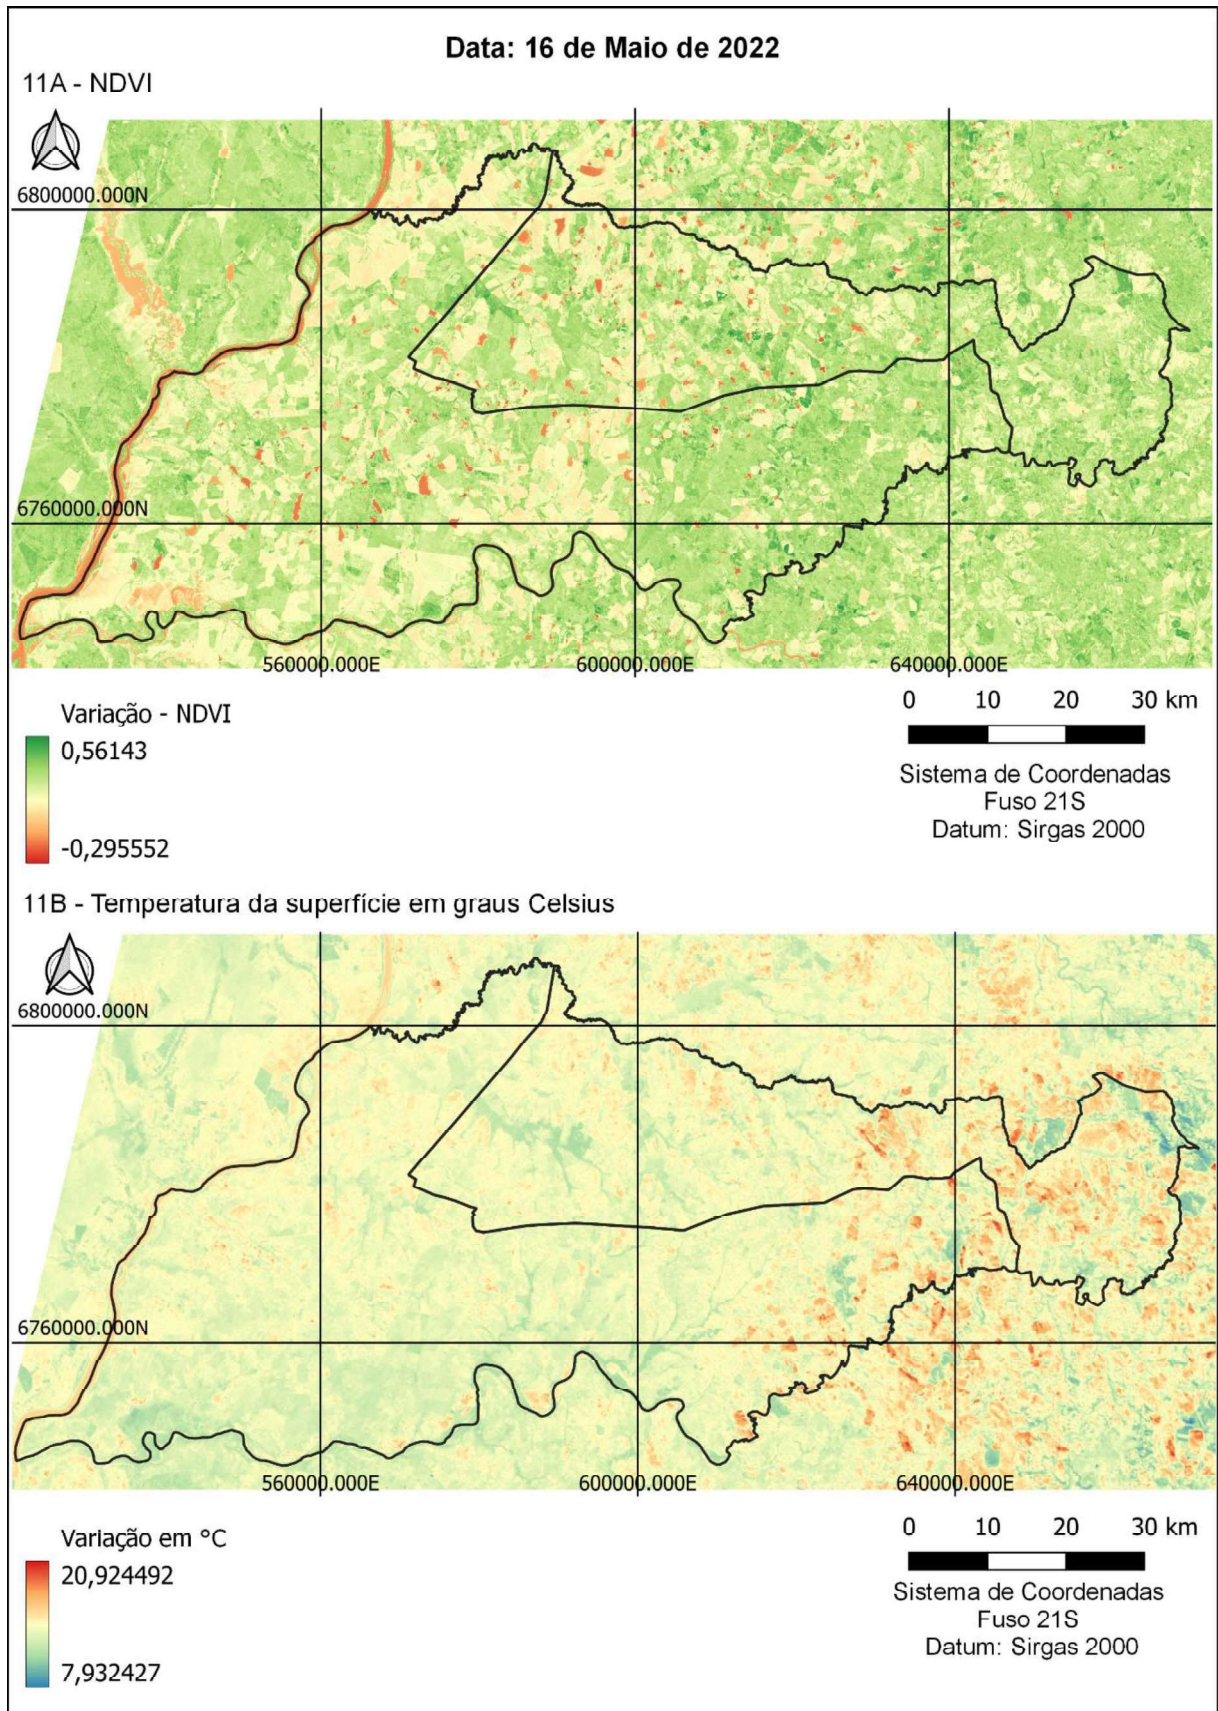 Data: 16 de Maio de 2022
11A - NDVI
6800000.000N
6760000.000N
560000.000E 600000.000E 640000.000E
Variação - NDVI
0,56143
-0,295552
0 10 20 30 km
Sistema de Coordenadas
Fuso 21S
Datum: Sirgas 2000
11B - Temperatura da superfície em graus Celsius
6800000.000N
6760000.000N
560000.000E 600000.000E 640000.000E
Variação em °C
20,924492
7,932427
0 10 20 30 km
Sistema de Coordenadas
Fuso 21S
Datum: Sirgas 2000